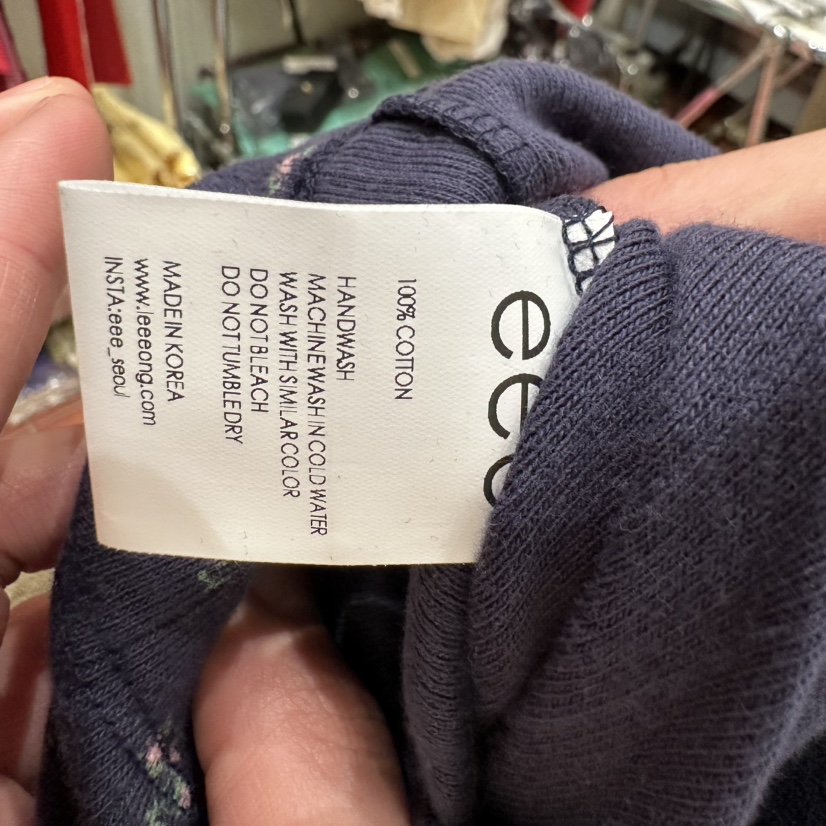 eee
100% COTTON
HANDWASH
MACHINE WASH IN COLD WATER
WASH WITH SIMILAR COLOR
DO NOT BLEACH
DO NOT TUMBLE DRY
MADE IN KOREA
www.leeeong.com
INSTA:eee_seoul